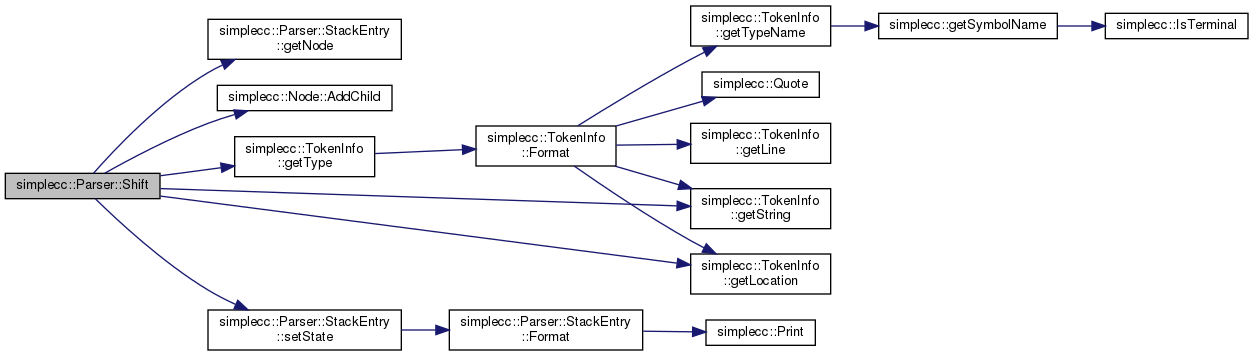 simplecc::Parser::Shift
simplecc::Parser::StackEntry
::getNode
simplecc::Node::AddChild
simplecc::TokenInfo
::getType
simplecc::Parser::StackEntry
::setState
simplecc::TokenInfo
::Format
simplecc::Parser::StackEntry
::Format
simplecc::TokenInfo
::getTypeName
simplecc::Quote
simplecc::TokenInfo
::getLine
simplecc::TokenInfo
::getString
simplecc::TokenInfo
::getLocation
simplecc::Print
simplecc::getSymbolName
simplecc::IsTerminal